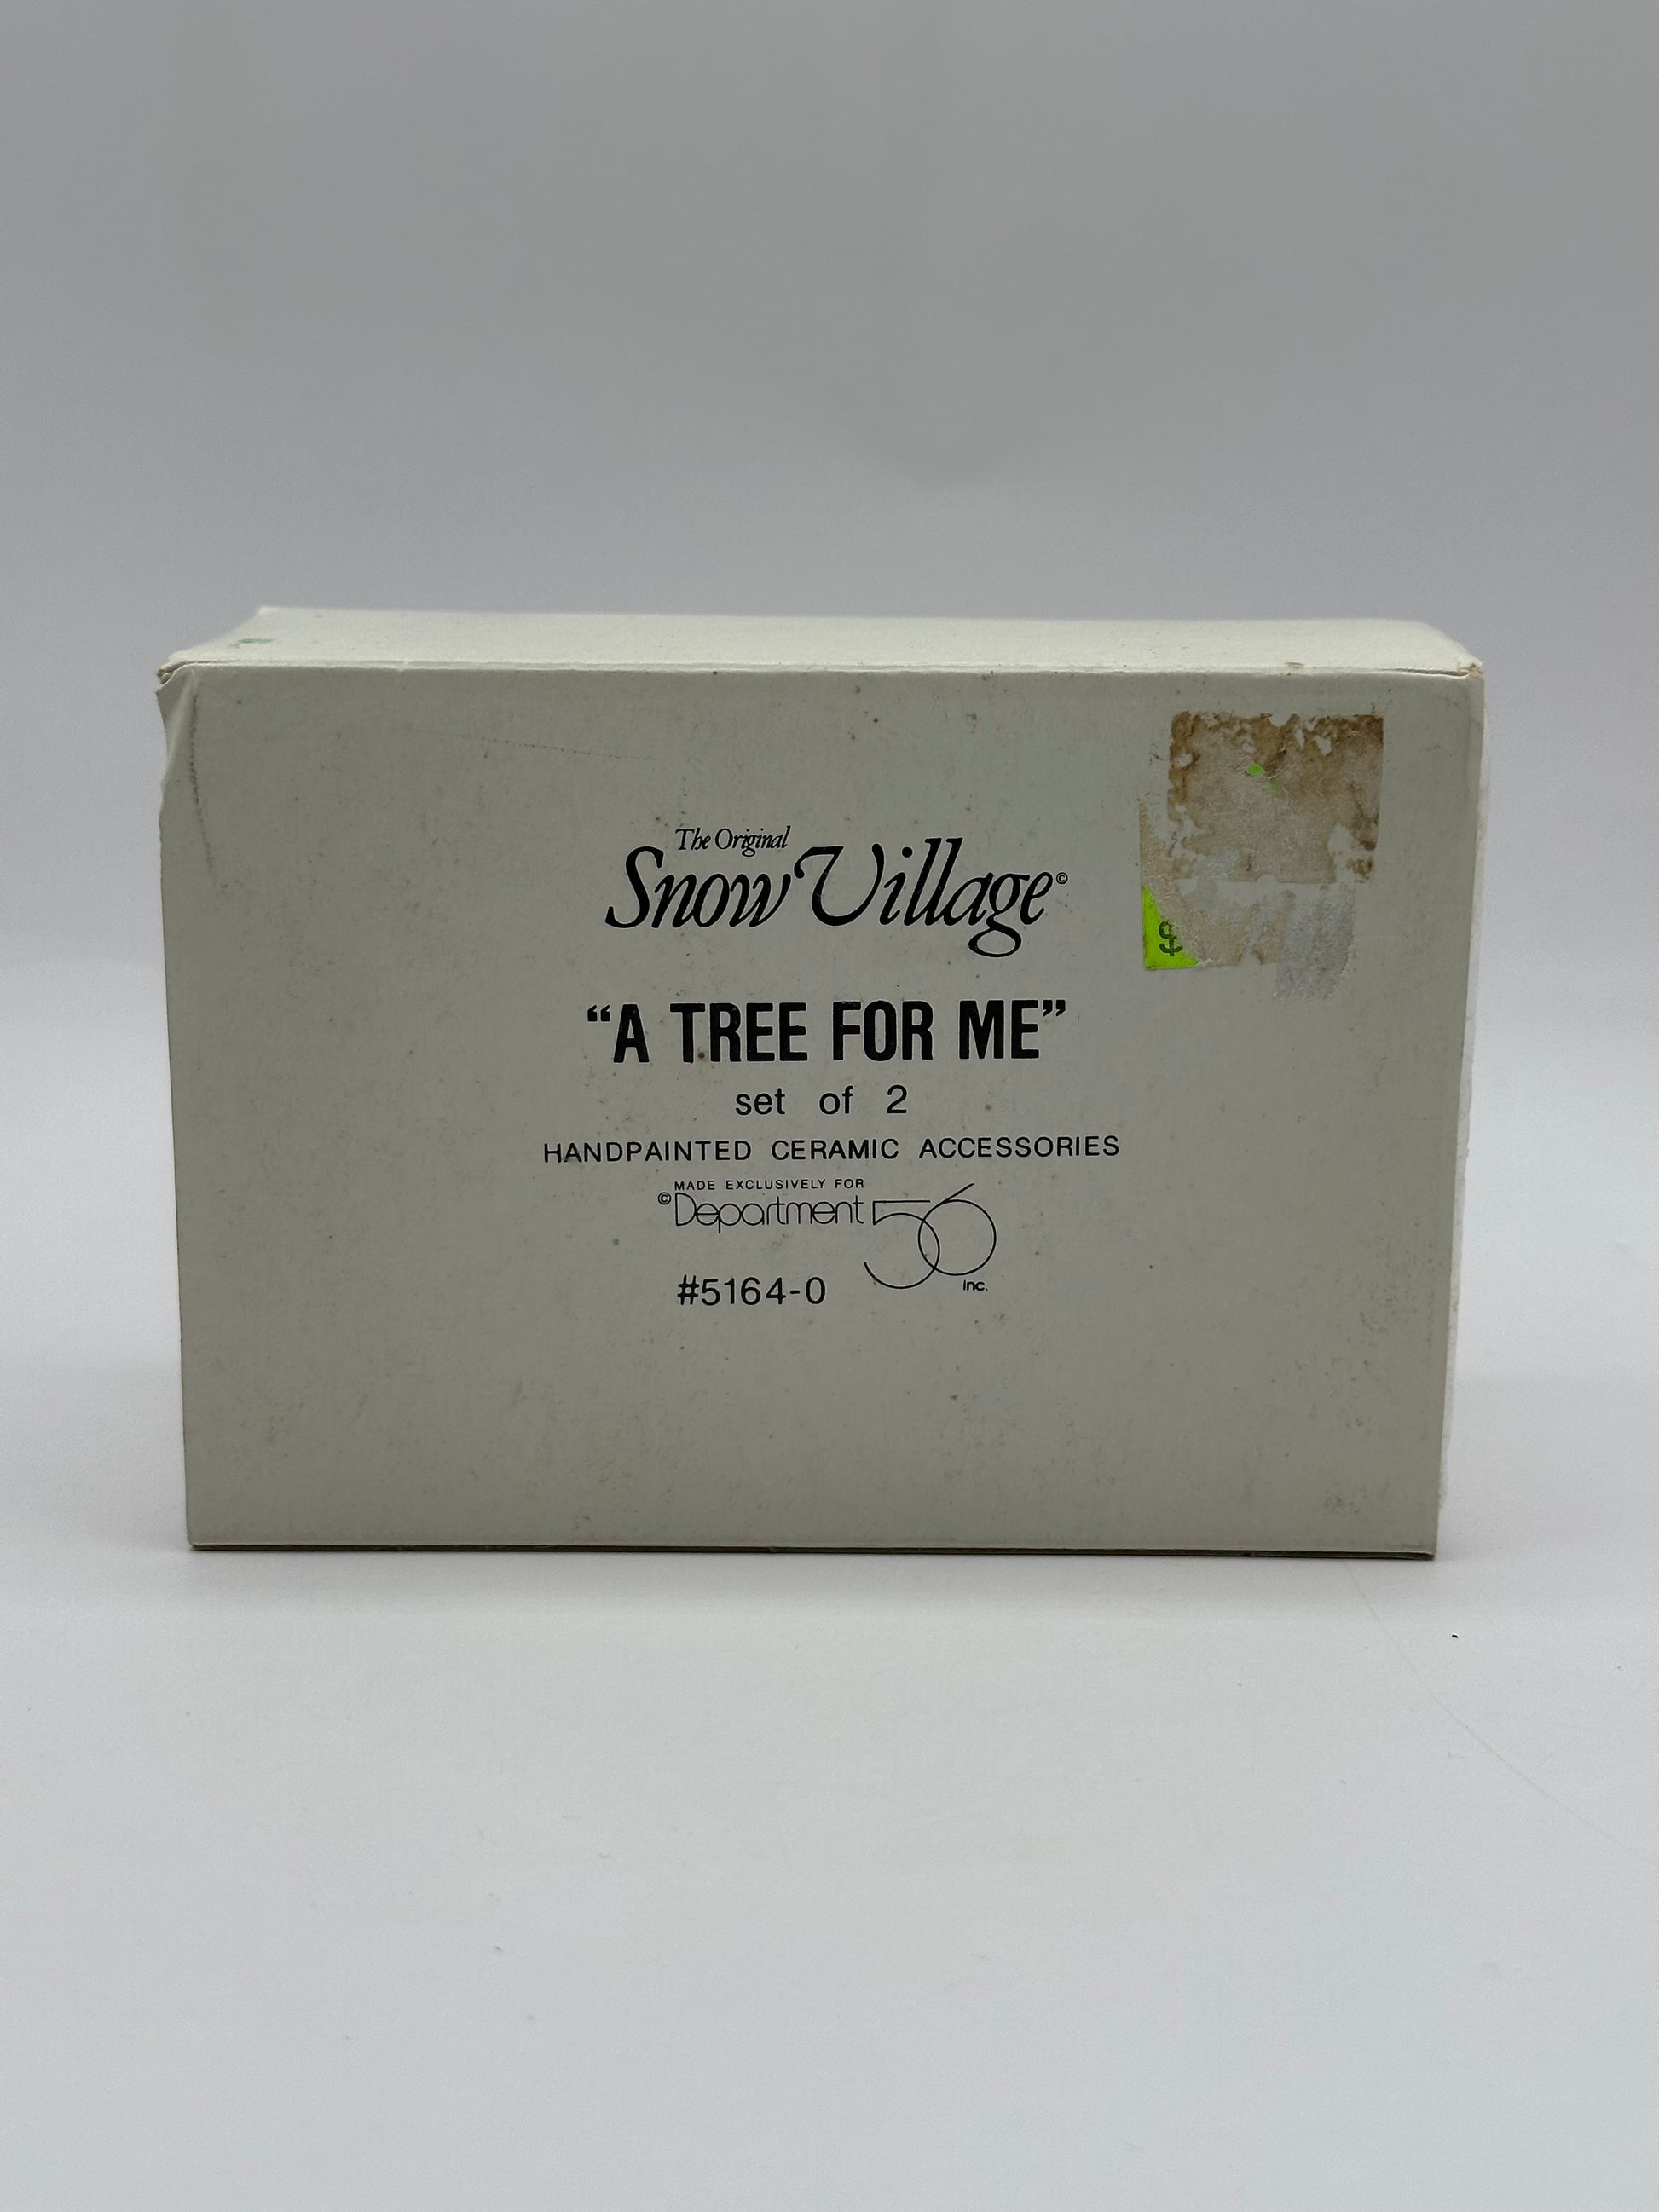 The Original
Snow Village©
“A TREE FOR ME”
set of 2
HANDPAINTED CERAMIC ACCESSORIES
MADE EXCLUSIVELY FOR
©Department 56
inc.
#5164-0
$